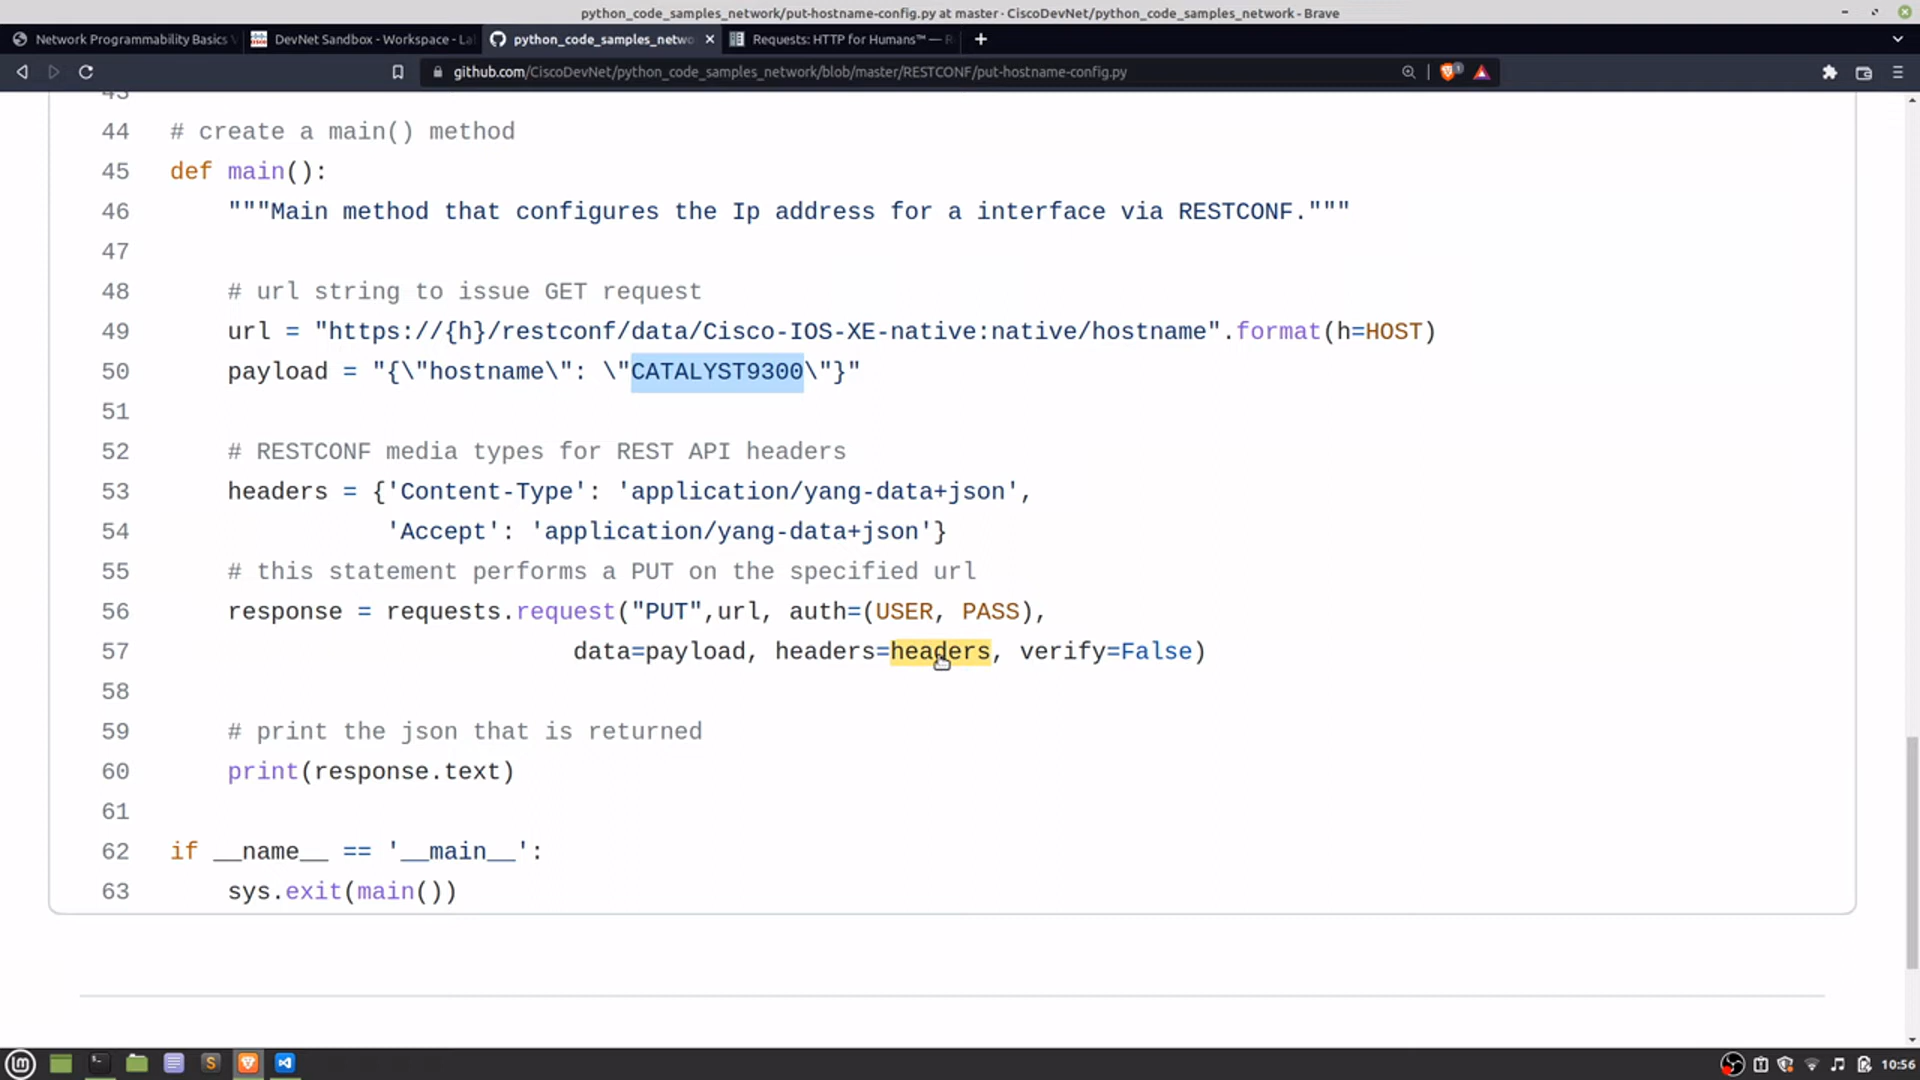 python_code_samples_network/put-hostname-config.py at master · CiscoDevNet/python_code_samples_network - Brave
Network Programmability Basics
DevNet Sandbox - Workspace - La
python_code_samples_netwo
Requests: HTTP for Humans™ —
github.com/CiscoDevNet/python_code_samples_network/blob/master/RESTCONF/put-hostname-config.py
43
44 # create a main() method
45 def main():
46 """Main method that configures the Ip address for a interface via RESTCONF."""
47
48 # url string to issue GET request
49 url = "https://{h}/restconf/data/Cisco-IOS-XE-native:native/hostname".format(h=HOST)
50 payload = "{\"hostname\": \"CATALYST9300\"}"
51
52 # RESTCONF media types for REST API headers
53 headers = {'Content-Type': 'application/yang-data+json',
54 'Accept': 'application/yang-data+json'}
55 # this statement performs a PUT on the specified url
56 response = requests.request("PUT",url, auth=(USER, PASS),
57 data=payload, headers=headers, verify=False)
58
59 # print the json that is returned
60 print(response.text)
61
62 if __name__ == '__main__':
63 sys.exit(main())
10:56